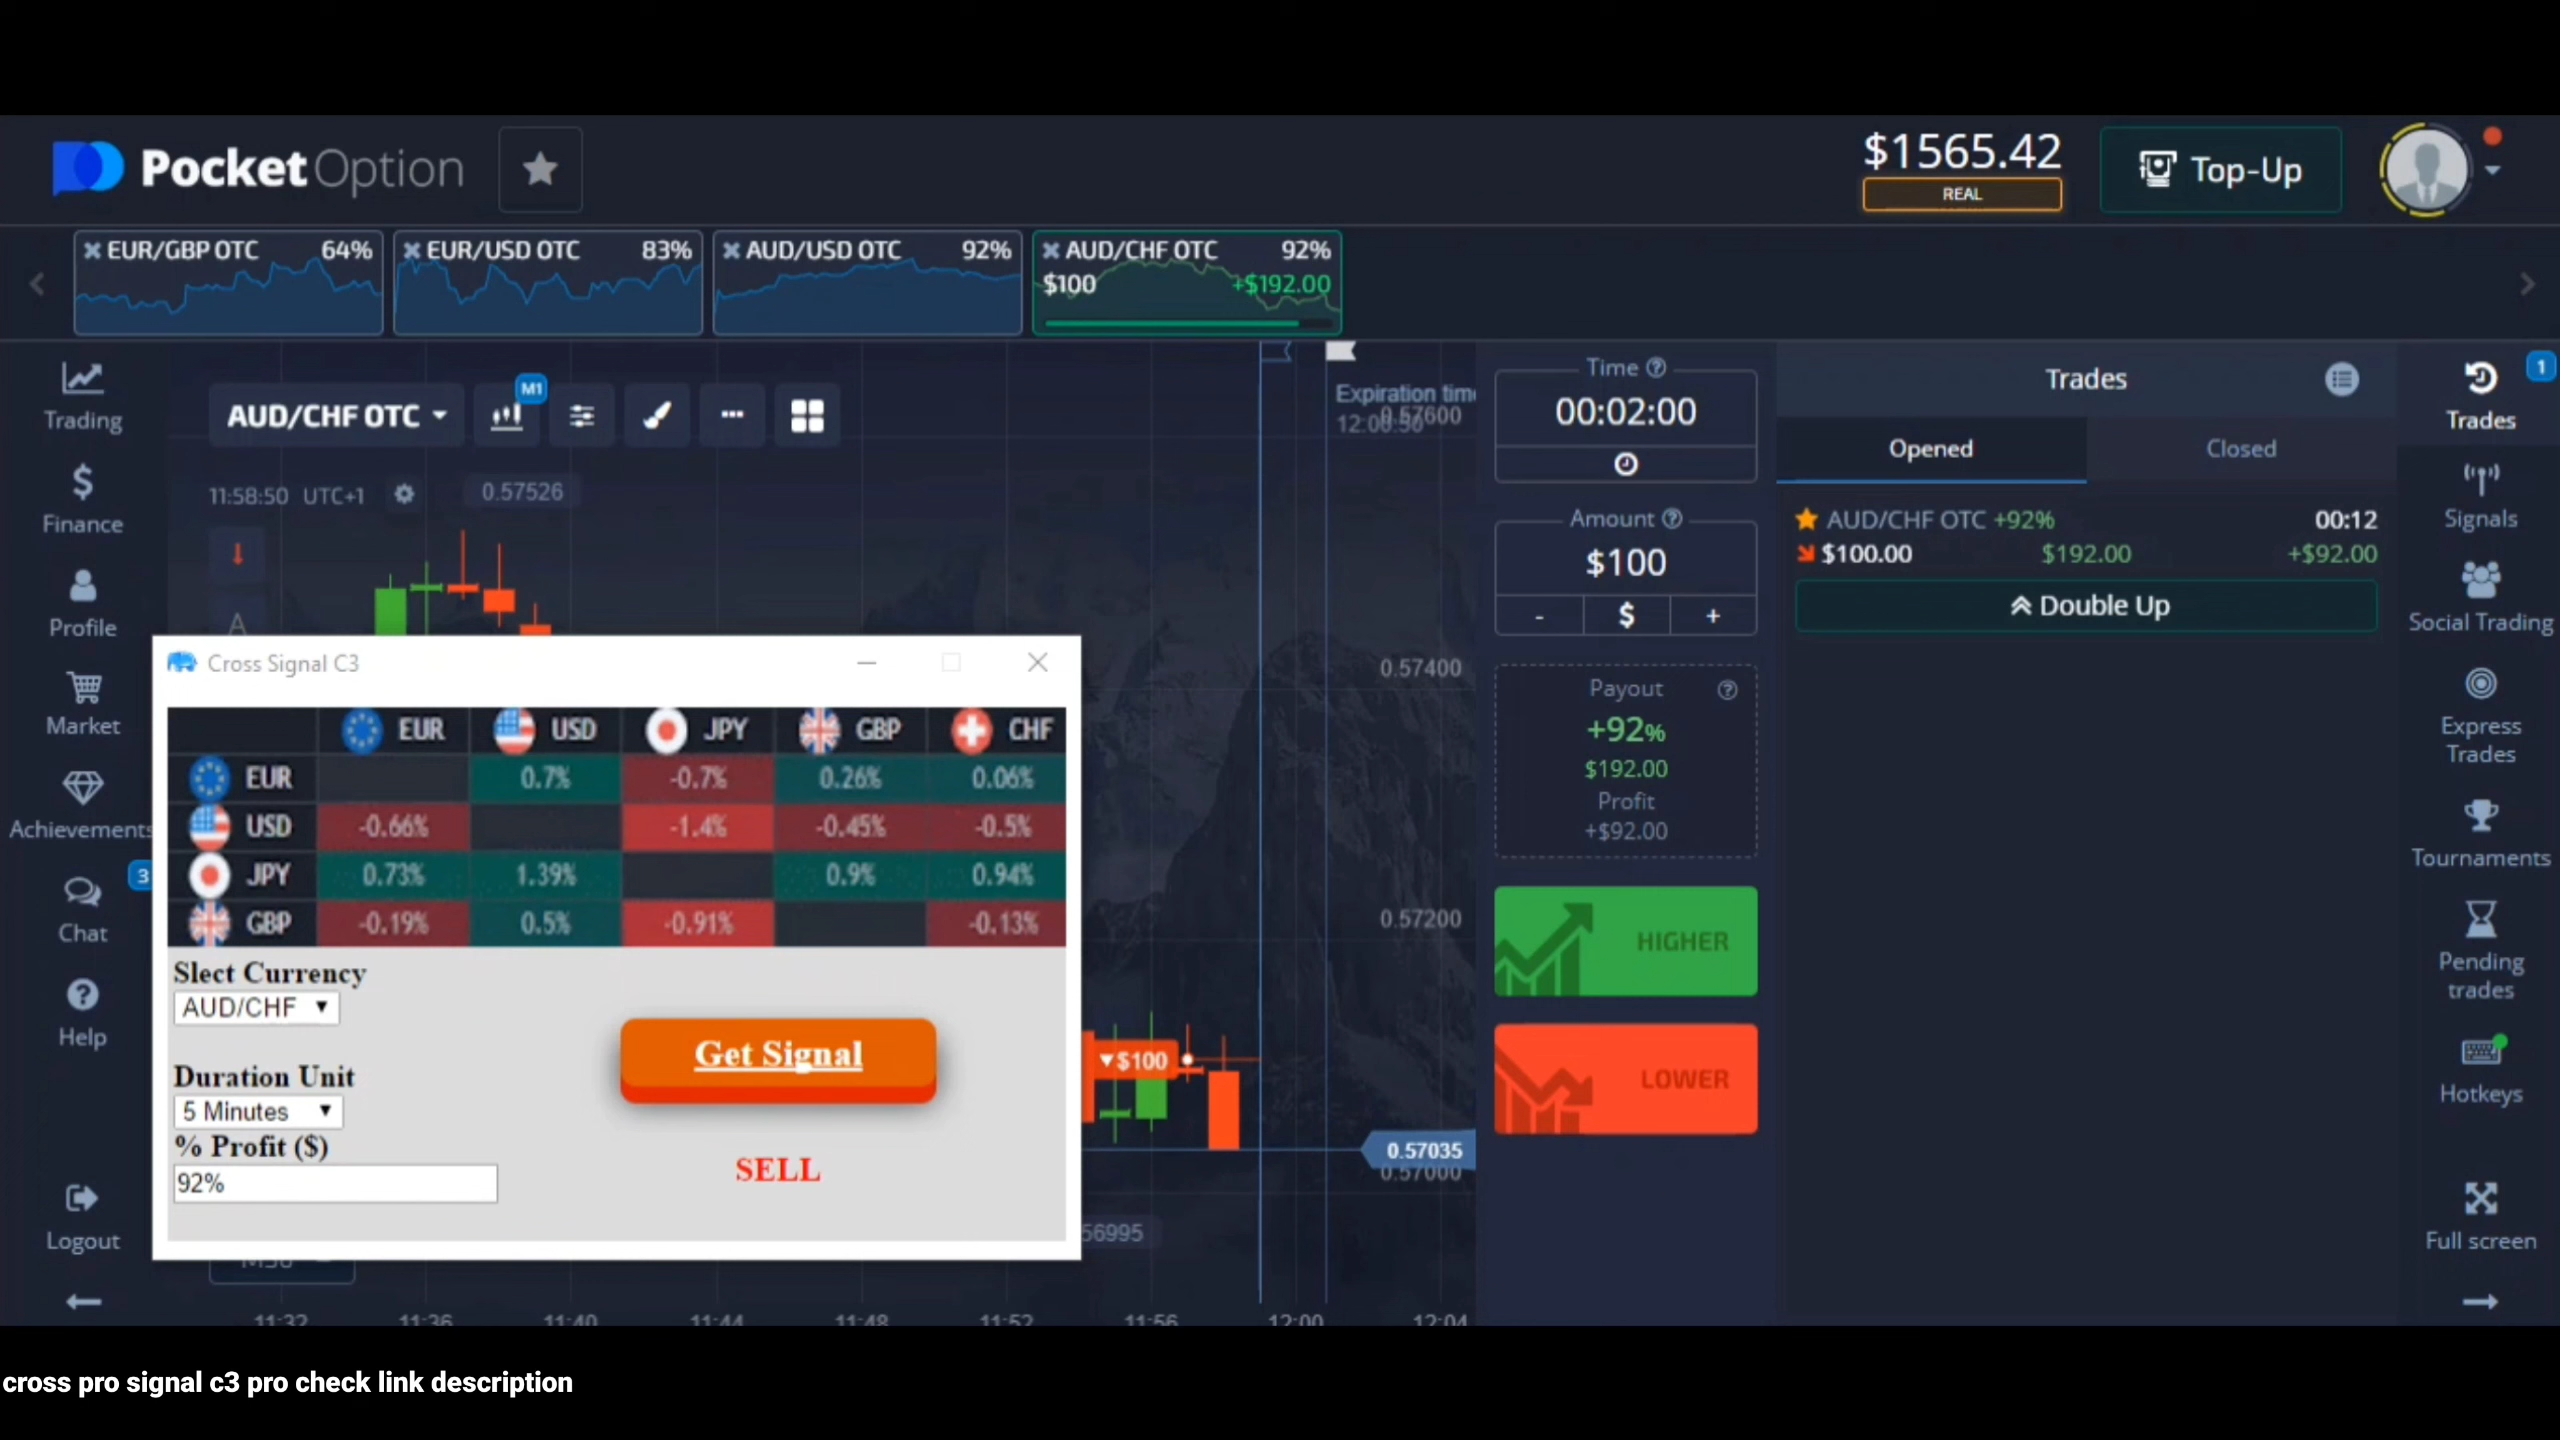 PocketOption
$1565.42
REAL
Top-Up
EUR/GBP OTC 64%
EUR/USD OTC 83%
AUD/USD OTC 92%
AUD/CHF OTC 92%
$100 +$192.00
Trading
Finance
Profile
Market
Achievements
3
Chat
Help
Logout
AUD/CHF OTC
M1
11:58:50 UTC+1
0.57526
A
Expiration time
0.57600
0.57400
0.57200
$100
0.57035
0.57000
56995
11:32 11:36 11:40 11:44 11:48 11:52 11:56 12:00 12:04
Cross Signal C3
EUR USD JPY GBP CHF
EUR 0.7% -0.7% 0.26% 0.06%
USD -0.66% -1.4% -0.45% -0.5%
JPY 0.73% 1.39% 0.9% 0.94%
GBP -0.19% 0.5% -0.91% -0.13%
Slect Currency
AUD/CHF
Duration Unit
5 Minutes
% Profit ($)
92%
Get Signal
SELL
Time
00:02:00
Amount
$100
- $ +
Payout
+92%
$192.00
Profit
+$92.00
HIGHER
LOWER
Trades
Opened Closed
AUD/CHF OTC +92% 00:12
$100.00 $192.00 +$92.00
Double Up
1
Trades
Signals
Social Trading
Express
Trades
Tournaments
Pending
trades
Hotkeys
Full screen
cross pro signal c3 pro check link description